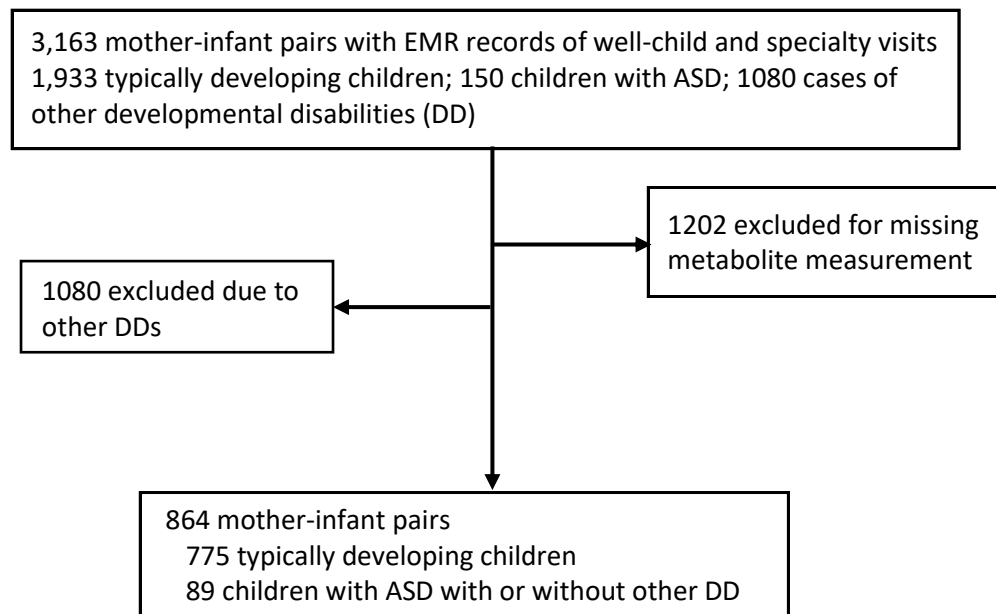 3,163 mother-infant pairs with EMR records of well-child and specialty visits
1,933 typically developing children; 150 children with ASD; 1080 cases of
other developmental disabilities (DD)
1202 excluded for missing
metabolite measurement
1080 excluded due to
other DDs
864 mother-infant pairs
775 typically developing children
89 children with ASD with or without other DD